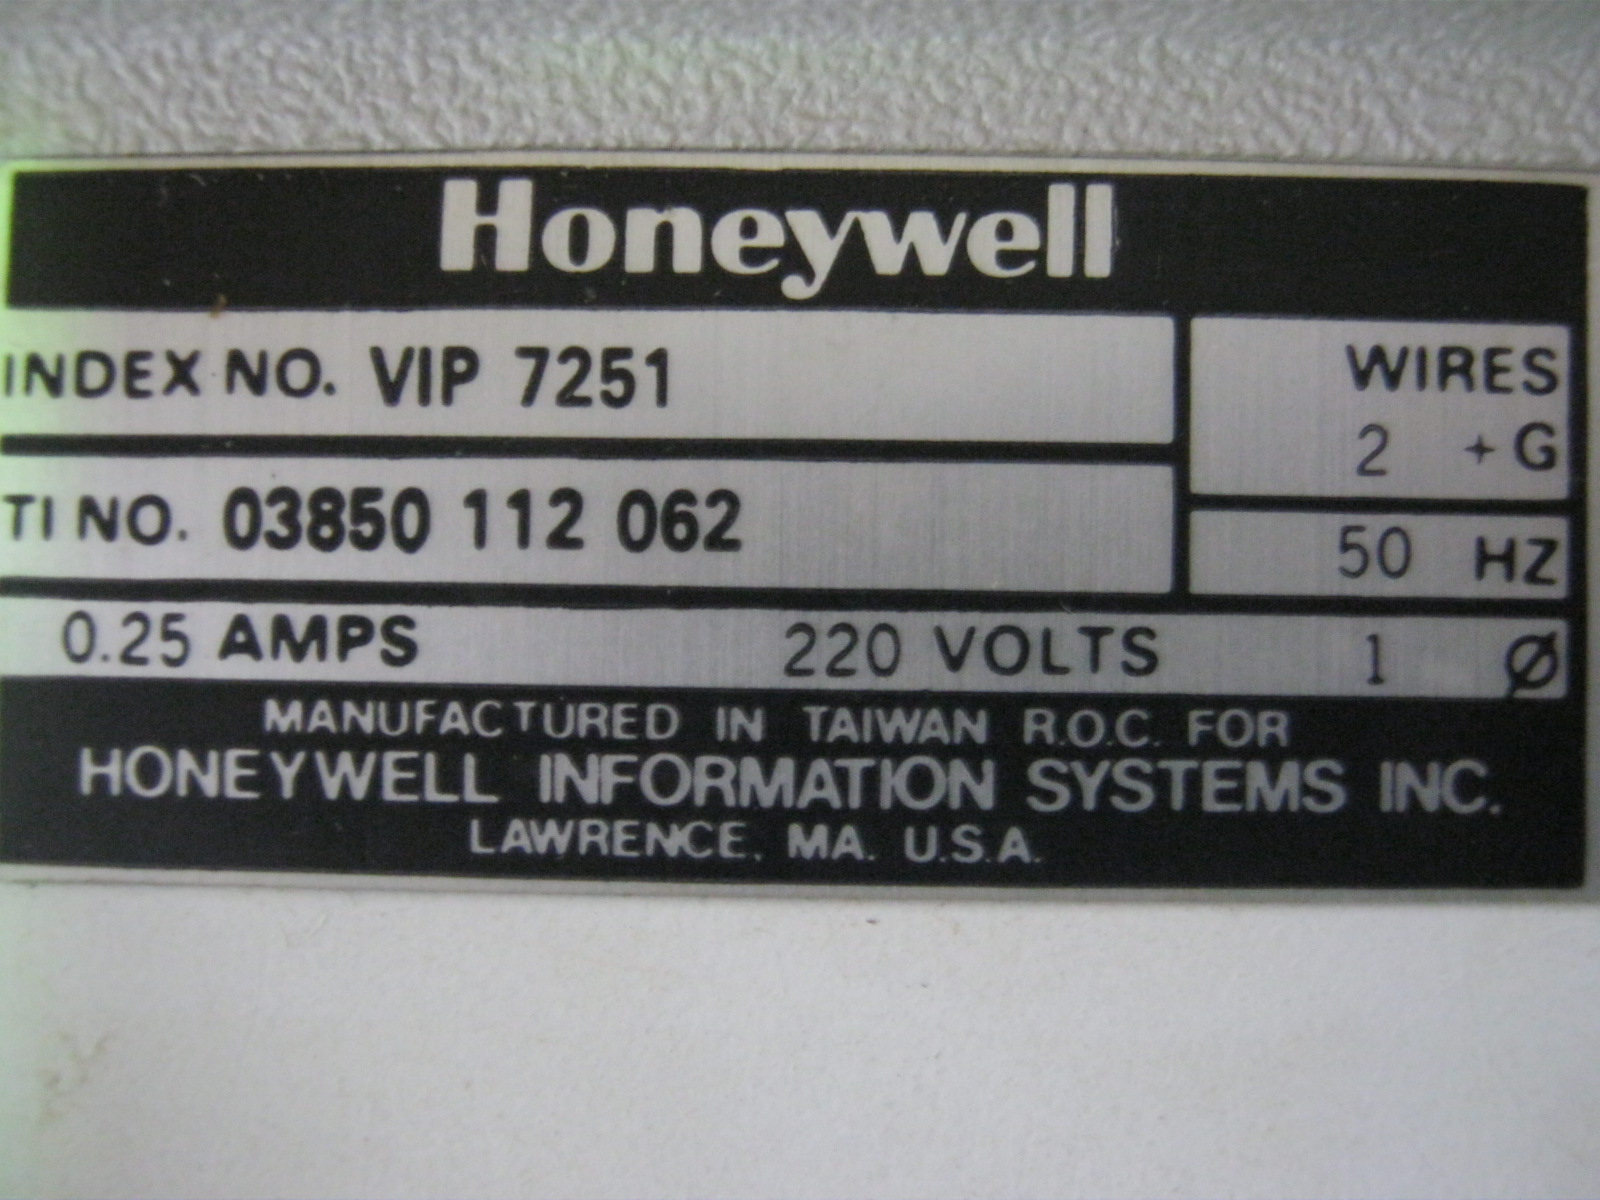 Honeywell
INDEX NO. VIP 7251
WIRES
2 + G
TI NO. 03850 112 062
50 HZ
0.25 AMPS 220 VOLTS 1 Ø
MANUFACTURED IN TAIWAN R.O.C. FOR
HONEYWELL INFORMATION SYSTEMS INC.
LAWRENCE, MA. U.S.A.